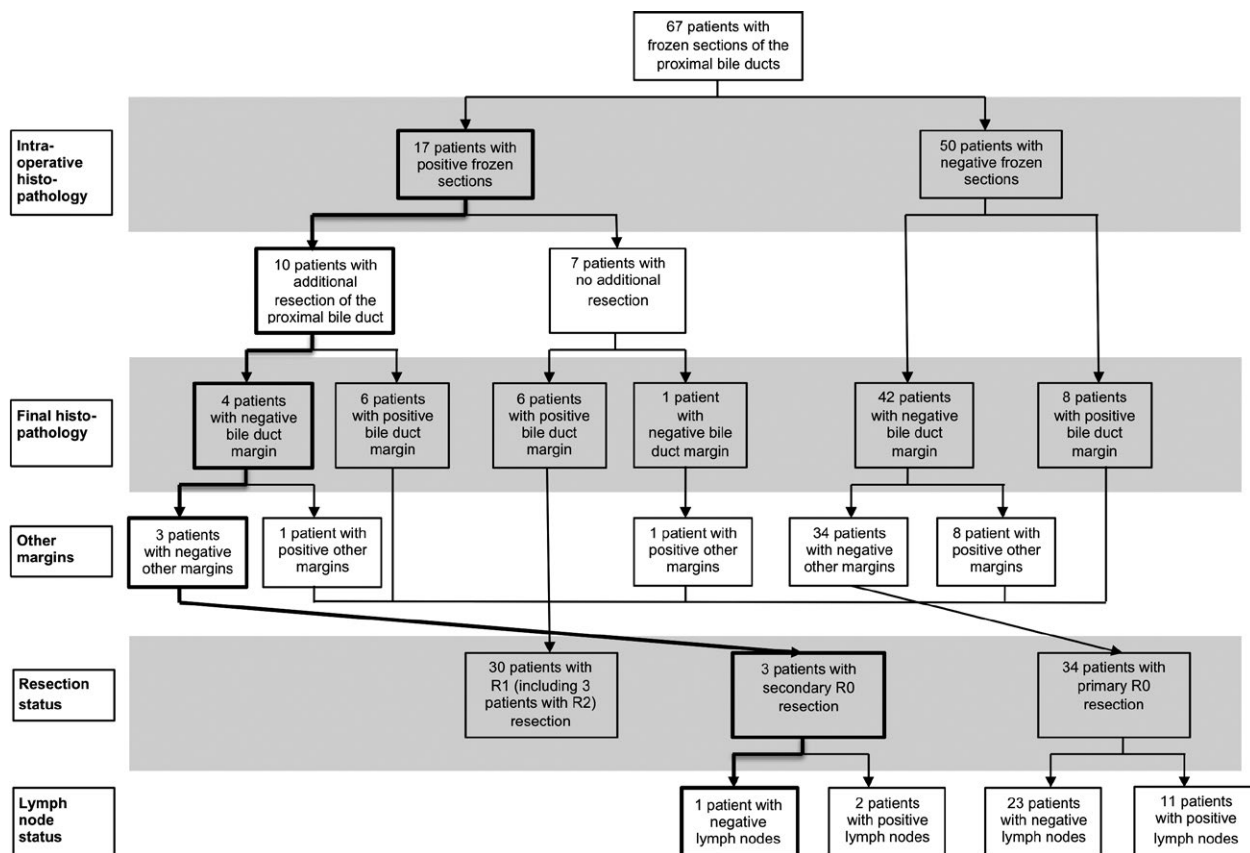 67 patients with
frozen sections of the
proximal bile ducts
Intra-
operative
histo-
pathology
17 patients with
positive frozen
sections
50 patients with
negative frozen
sections
10 patients with
additional
resection of the
proximal bile duct
7 patients with
no additional
resection
Final histo-
pathology
4 patients
with negative
bile duct
margin
6 patients
with positive
bile duct
margin
6 patients
with positive
bile duct
margin
1 patient
with
negative bile
duct margin
42 patients
with negative
bile duct
margin
8 patients
with positive
bile duct
margin
Other
margins
3 patients
with negative
other margins
1 patient with
positive other
margins
1 patient with
positive other
margins
34 patients
with negative
other margins
8 patient with
positive other
margins
Resection
status
30 patients with
R1 (including 3
patients with R2)
resection
3 patients with
secondary R0
resection
34 patients with
primary R0
resection
Lymph
node
status
1 patient with
negative
lymph nodes
2 patients
with positive
lymph nodes
23 patients
with negative
lymph nodes
11 patients
with positive
lymph nodes